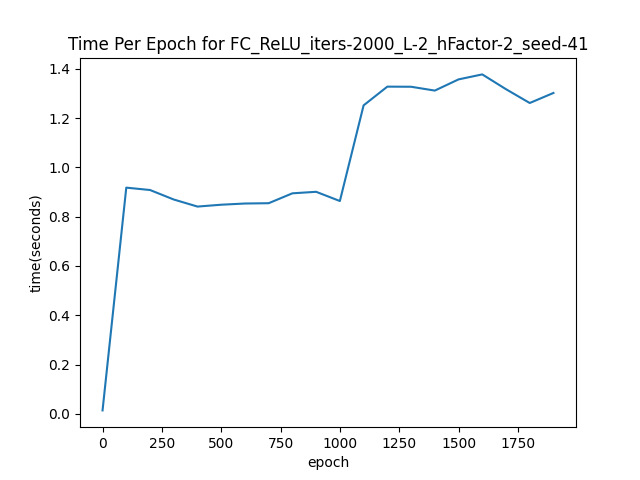 Time Per Epoch for FC_ReLU_iters-2000_L-2_hFactor-2_seed-41
1.4
1.2
1.0
0.8
0.6
0.4
0.2
0.0
time(seconds)
0 250 500 750 1000 1250 1500 1750
epoch